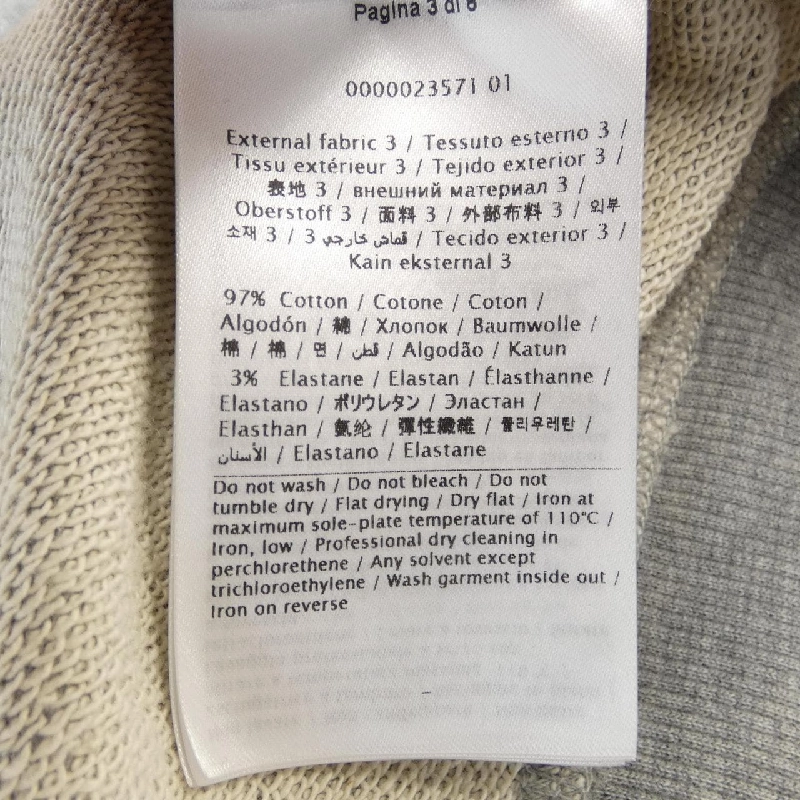 Pagina 3 di 6
0000023571 01
External fabric 3 / Tessuto esterno 3 /
Tissu extérieur 3 / Tejido exterior 3 /
表地 3 / внешний материал 3 /
Oberstoff 3 / 面料 3 / 外部布料 3 / 외부
소재 3 / 3 قماش خارجي / Tecido exterior 3 /
Kain eksternal 3
97% Cotton / Cotone / Coton /
Algodón / 綿 / Хлопок / Baumwolle /
棉 / 棉 / 면 / قطن / Algodão / Katun
3% Elastane / Elastan / Élasthanne /
Elastano / ポリウレタン / Эластан /
Elasthan / 氨纶 / 彈性纖維 / 폴리우레탄 /
الأستان / Elastano / Elastane
Do not wash / Do not bleach / Do not
tumble dry / Flat drying / Dry flat / Iron at
maximum sole-plate temperature of 110°C /
Iron, low / Professional dry cleaning in
perchlorethene / Any solvent except
trichloroethylene / Wash garment inside out /
Iron on reverse